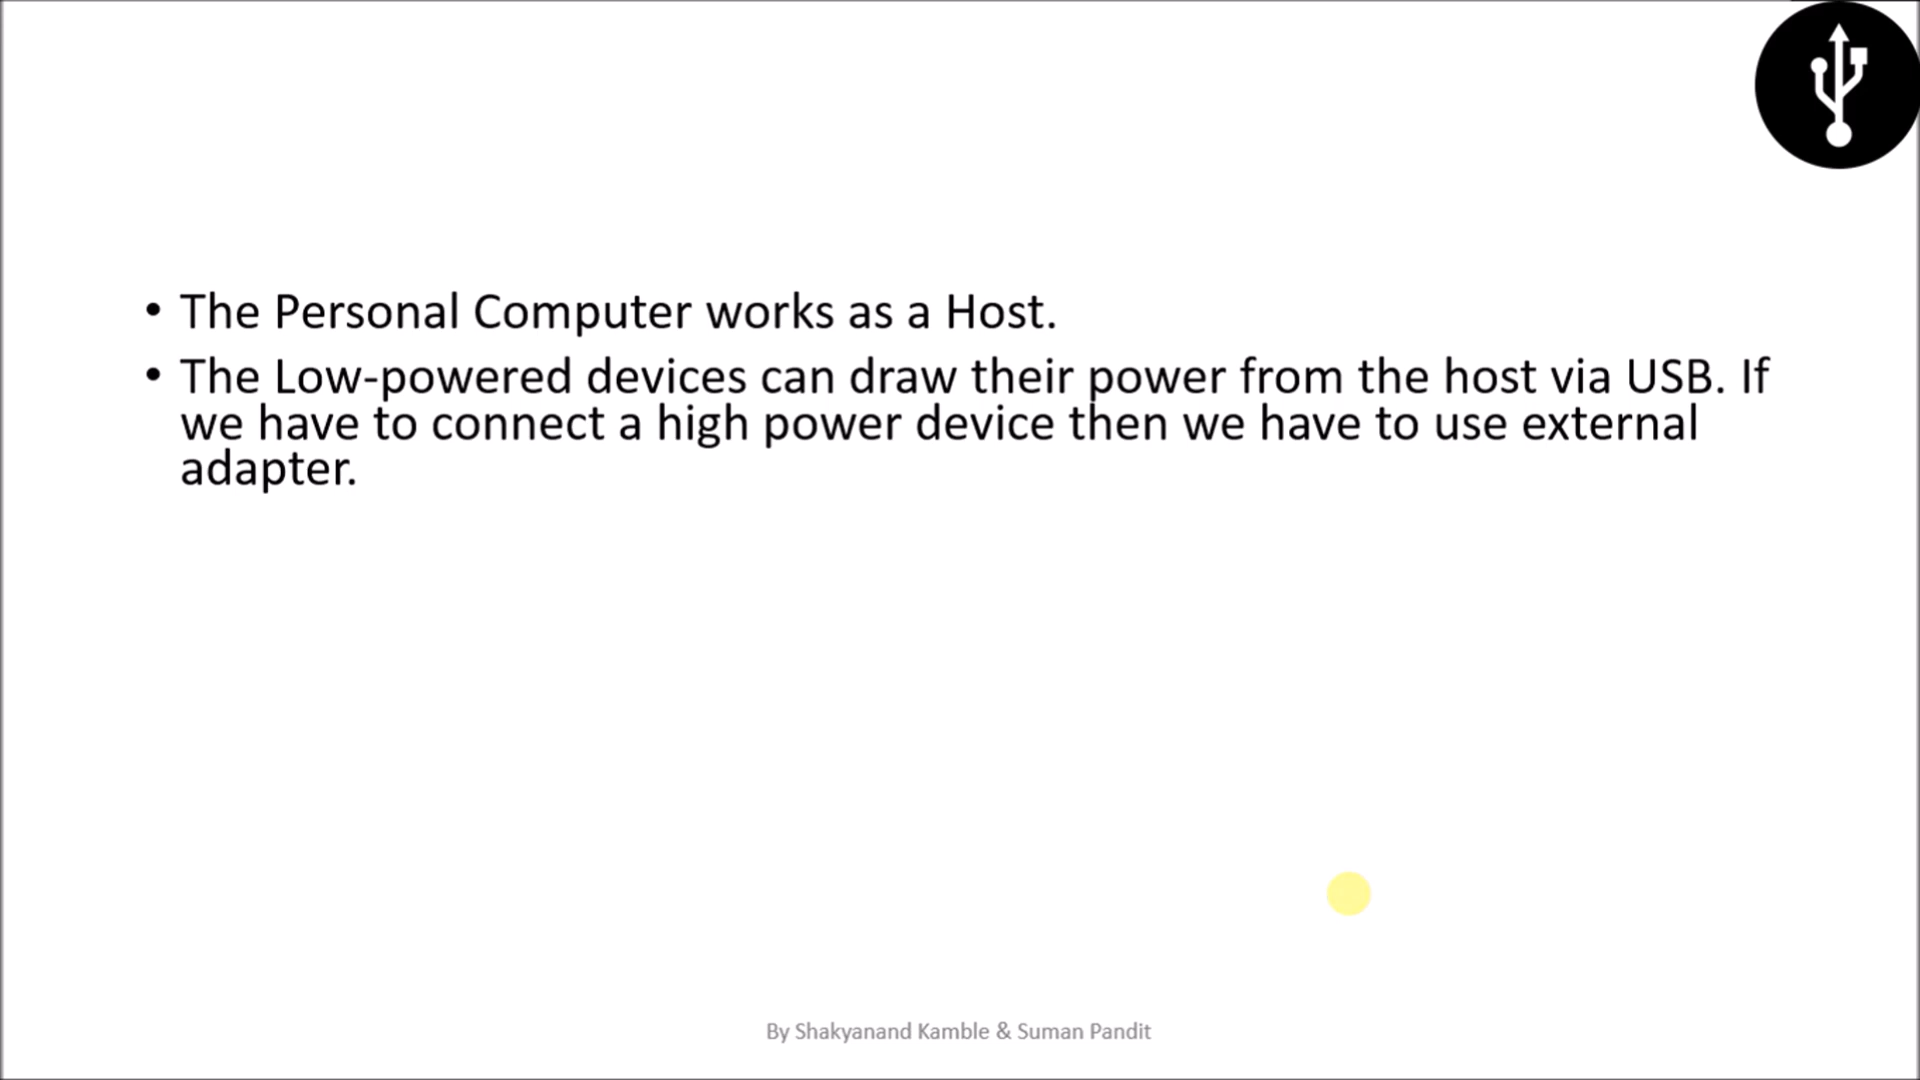 • The Personal Computer works as a Host.
• The Low-powered devices can draw their power from the host via USB. If
we have to connect a high power device then we have to use external
adapter.
By Shakyanand Kamble & Suman Pandit